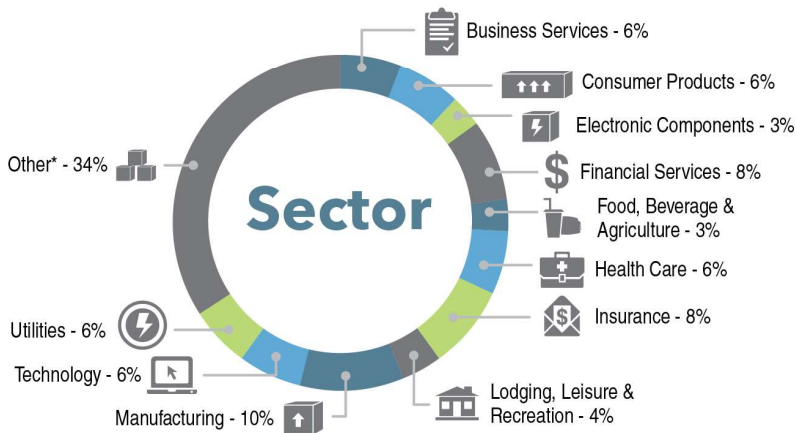 Business Services - 6%
Consumer Products - 6%
Electronic Components - 3%
Financial Services - 8%
Food, Beverage &
Agriculture - 3%
Health Care - 6%
Insurance - 8%
Lodging, Leisure &
Recreation - 4%
Manufacturing - 10%
Technology - 6%
Utilities - 6%
Other* - 34%
Sector
$
$